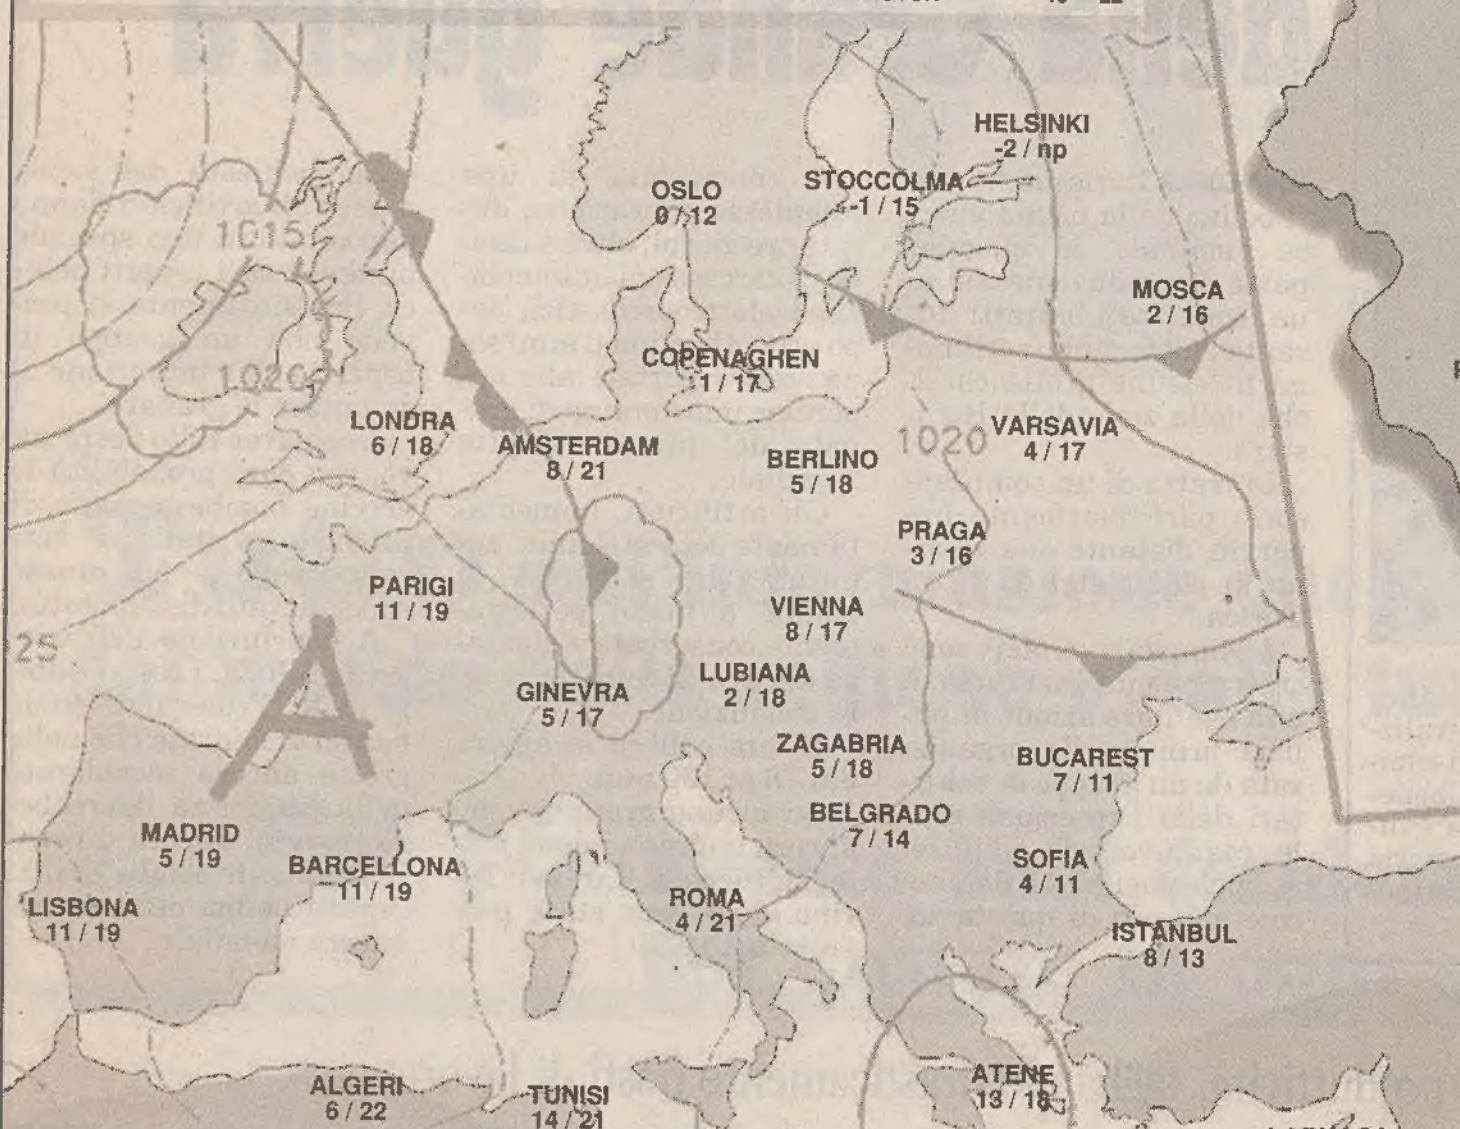 HELSINKI
-2 / np
STOCCOLMA
-1 / 15
OSLO
0 / 12
1015
MOSCA
2 / 16
COPENAGHEN
1 / 17
1020
LONDRA
6 / 18
AMSTERDAM
8 / 21
BERLINO
5 / 18
1020
VARSAVIA
4 / 17
PRAGA
3 / 16
PARIGI
11 / 19
VIENNA
8 / 17
25
A
GINEVRA
5 / 17
LUBIANA
2 / 18
ZAGABRIA
5 / 18
BUCAREST
7 / 11
BELGRADO
7 / 14
MADRID
5 / 19
BARCELLONA
11 / 19
SOFIA
4 / 11
LISBONA
11 / 19
ROMA
4 / 21
ISTANBUL
8 / 13
ALGERI
6 / 22
TUNISI
14 / 21
ATENE
13 / 18